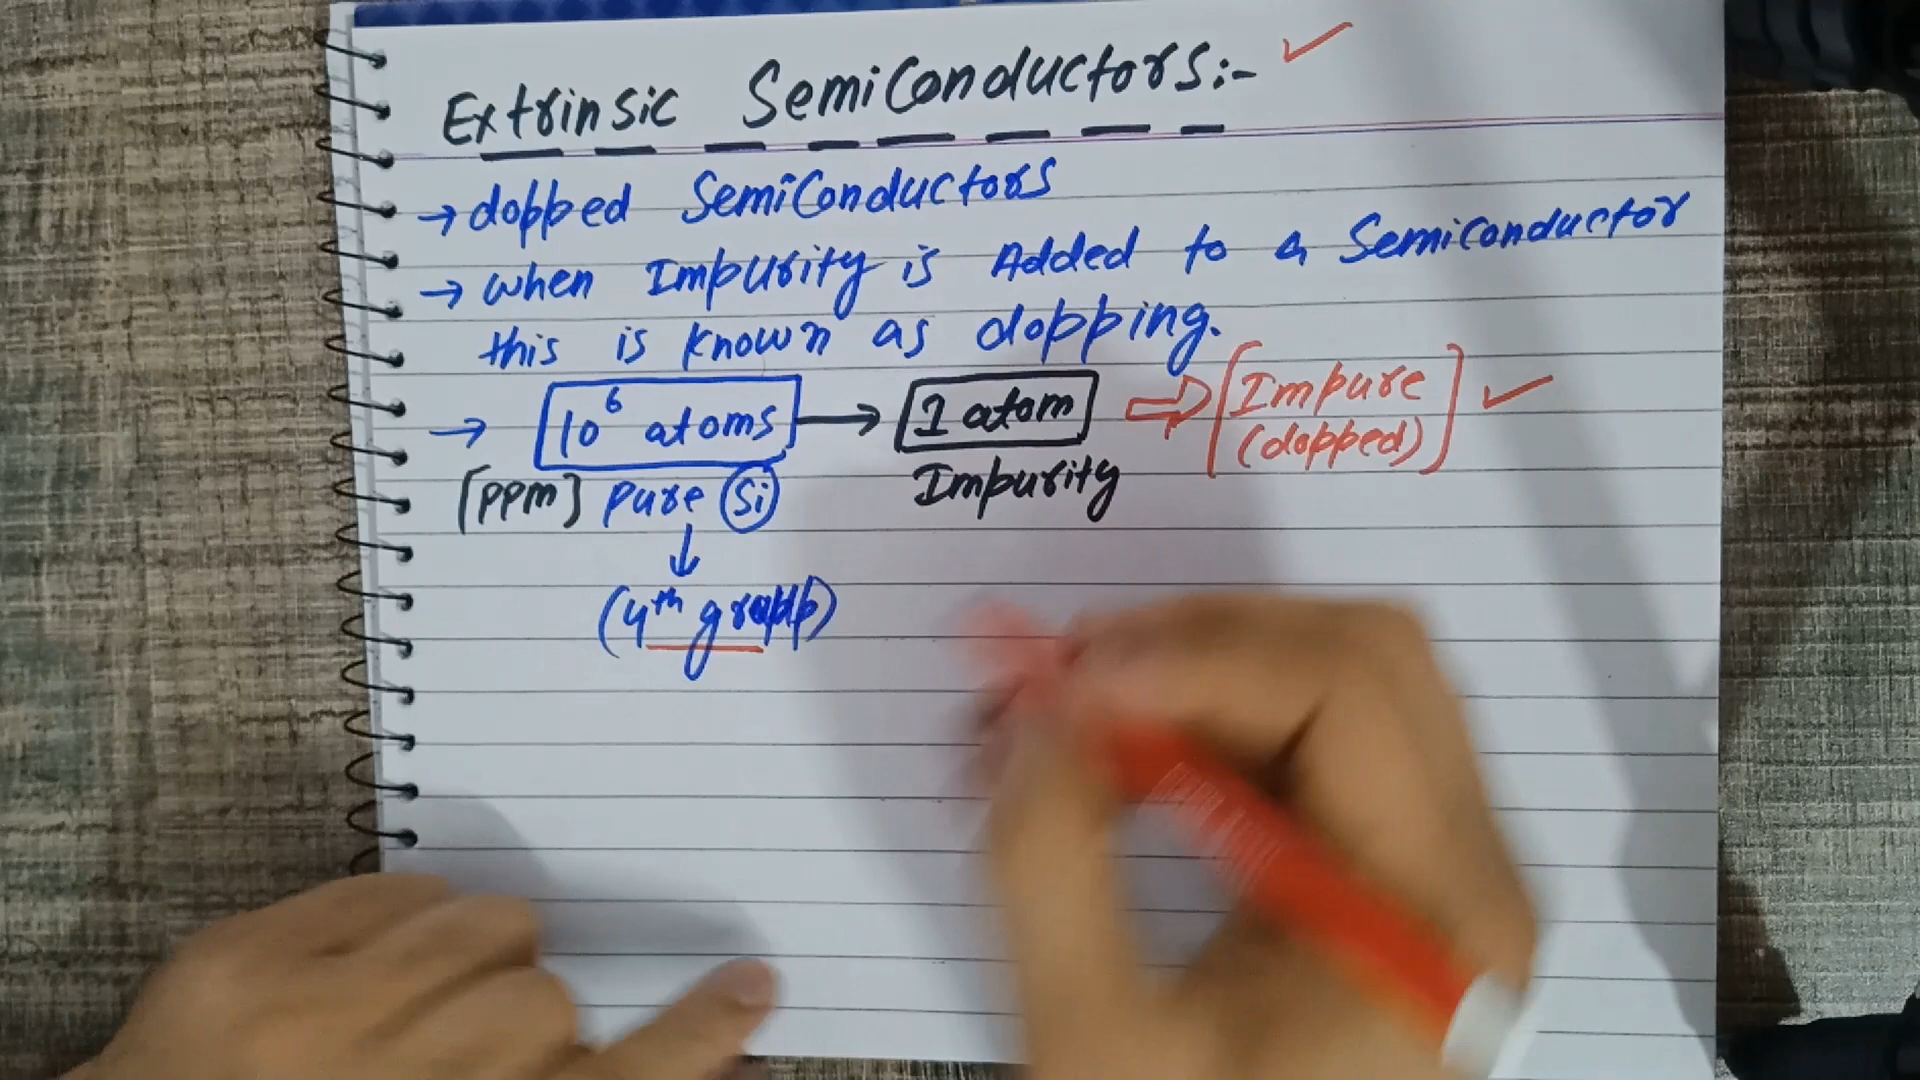 Extrinsic SemiConductors:-
→ dopped SemiConductors
→ when Impurity is Added to a Semiconductor
this is known as dopping.
→ 10⁶ atoms → 1 atom ⇒ [Impure
(dopped)]
[ppm] pure Si Impurity
↓
(4th group)